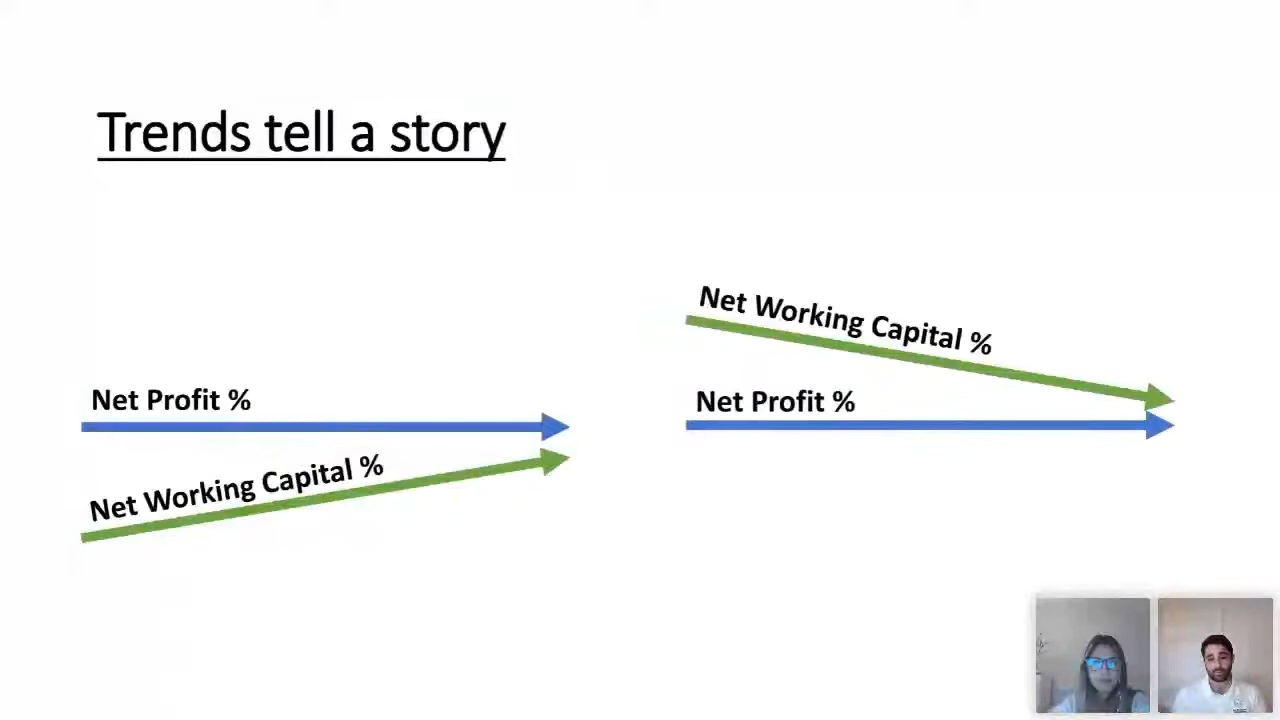 Trends tell a story
Net Profit %
Net Working Capital %
Net Working Capital %
Net Profit %